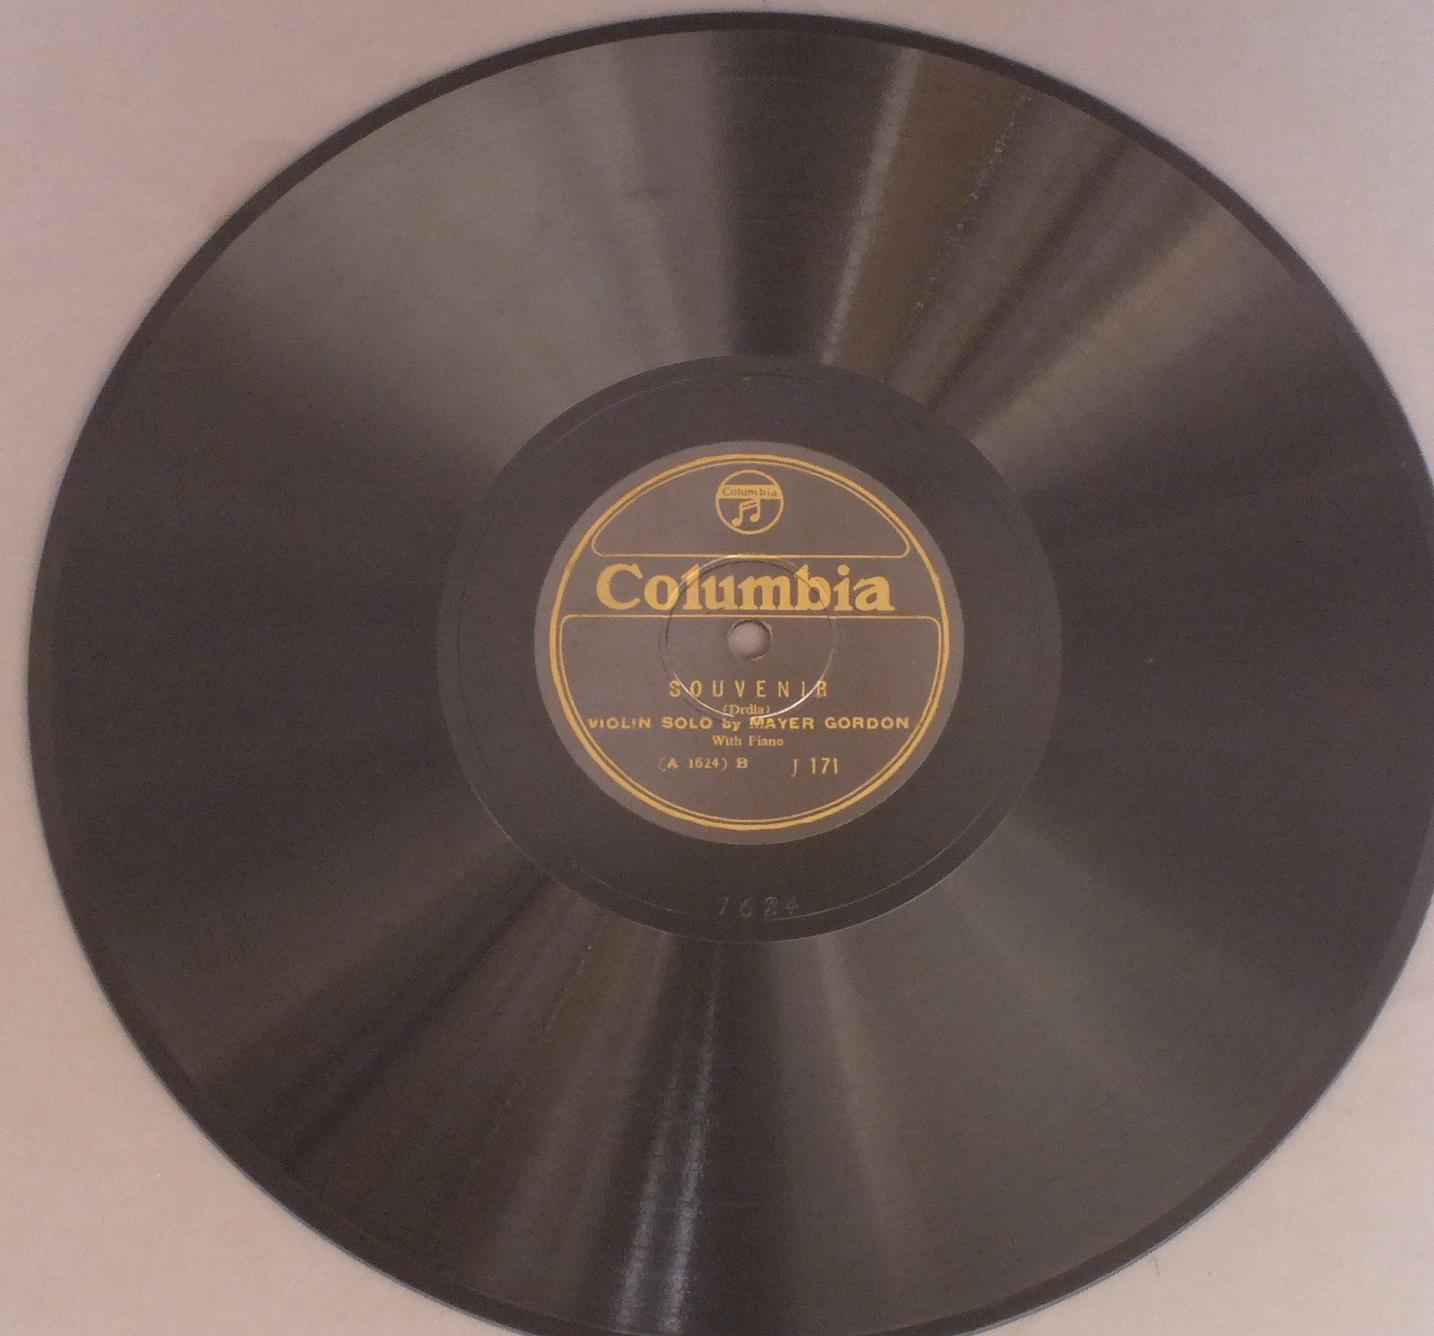 Columbia
Columbia
SOUVENIR
(Drdla)
VIOLIN SOLO by MAYER GORDON
With Piano
(A 1624) B J 171
1624